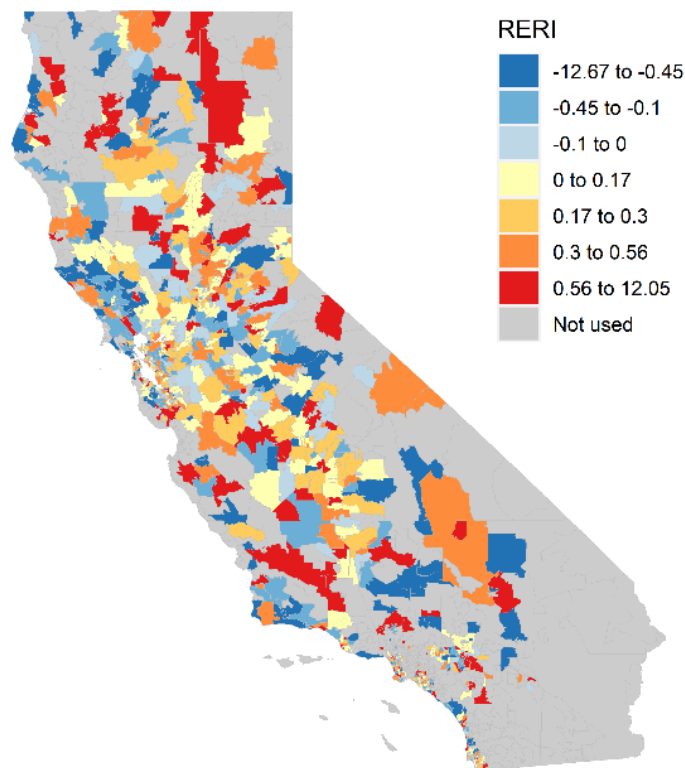 RERI
-12.67 to -0.45
-0.45 to -0.1
-0.1 to 0
0 to 0.17
0.17 to 0.3
0.3 to 0.56
0.56 to 12.05
Not used